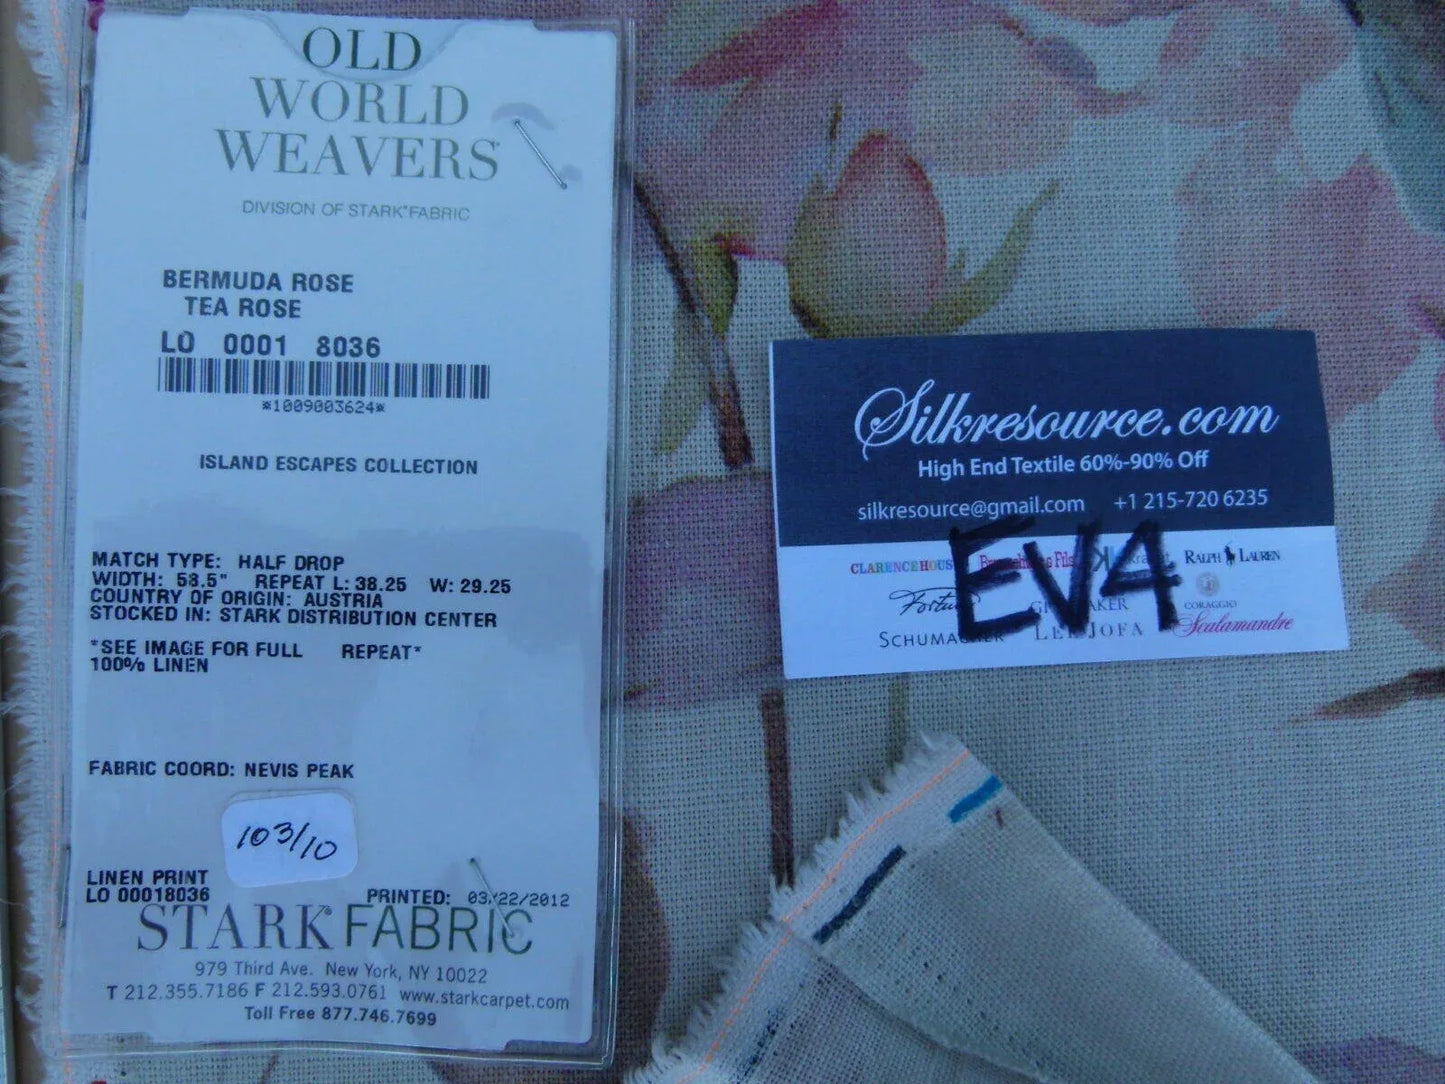 OLD
WORLD
WEAVERS
DIVISION OF STARK® FABRIC
BERMUDA ROSE
TEA ROSE
LO 0001 8036
*1009003624*
ISLAND ESCAPES COLLECTION
MATCH TYPE: HALF DROP
WIDTH: 58.5" REPEAT L: 38.25 W: 29.25
COUNTRY OF ORIGIN: AUSTRIA
STOCKED IN: STARK DISTRIBUTION CENTER
*SEE IMAGE FOR FULL REPEAT*
100% LINEN
FABRIC COORD: NEVIS PEAK
103/10
LINEN PRINT
LO 00018036 PRINTED: 03/22/2012
STARK® FABRIC
979 Third Ave. New York, NY 10022
T 212.355.7186 F 212.593.0761 www.starkcarpet.com
Toll Free 877.746.7699
Silkresource.com
High End Textile 60%-90% Off
silkresource@gmail.com +1 215-720 6235
EV4
CLARENCE HOUSE RALPH LAUREN
CORAGGIO
SCHUMACHER LEE JOFA Scalamandre